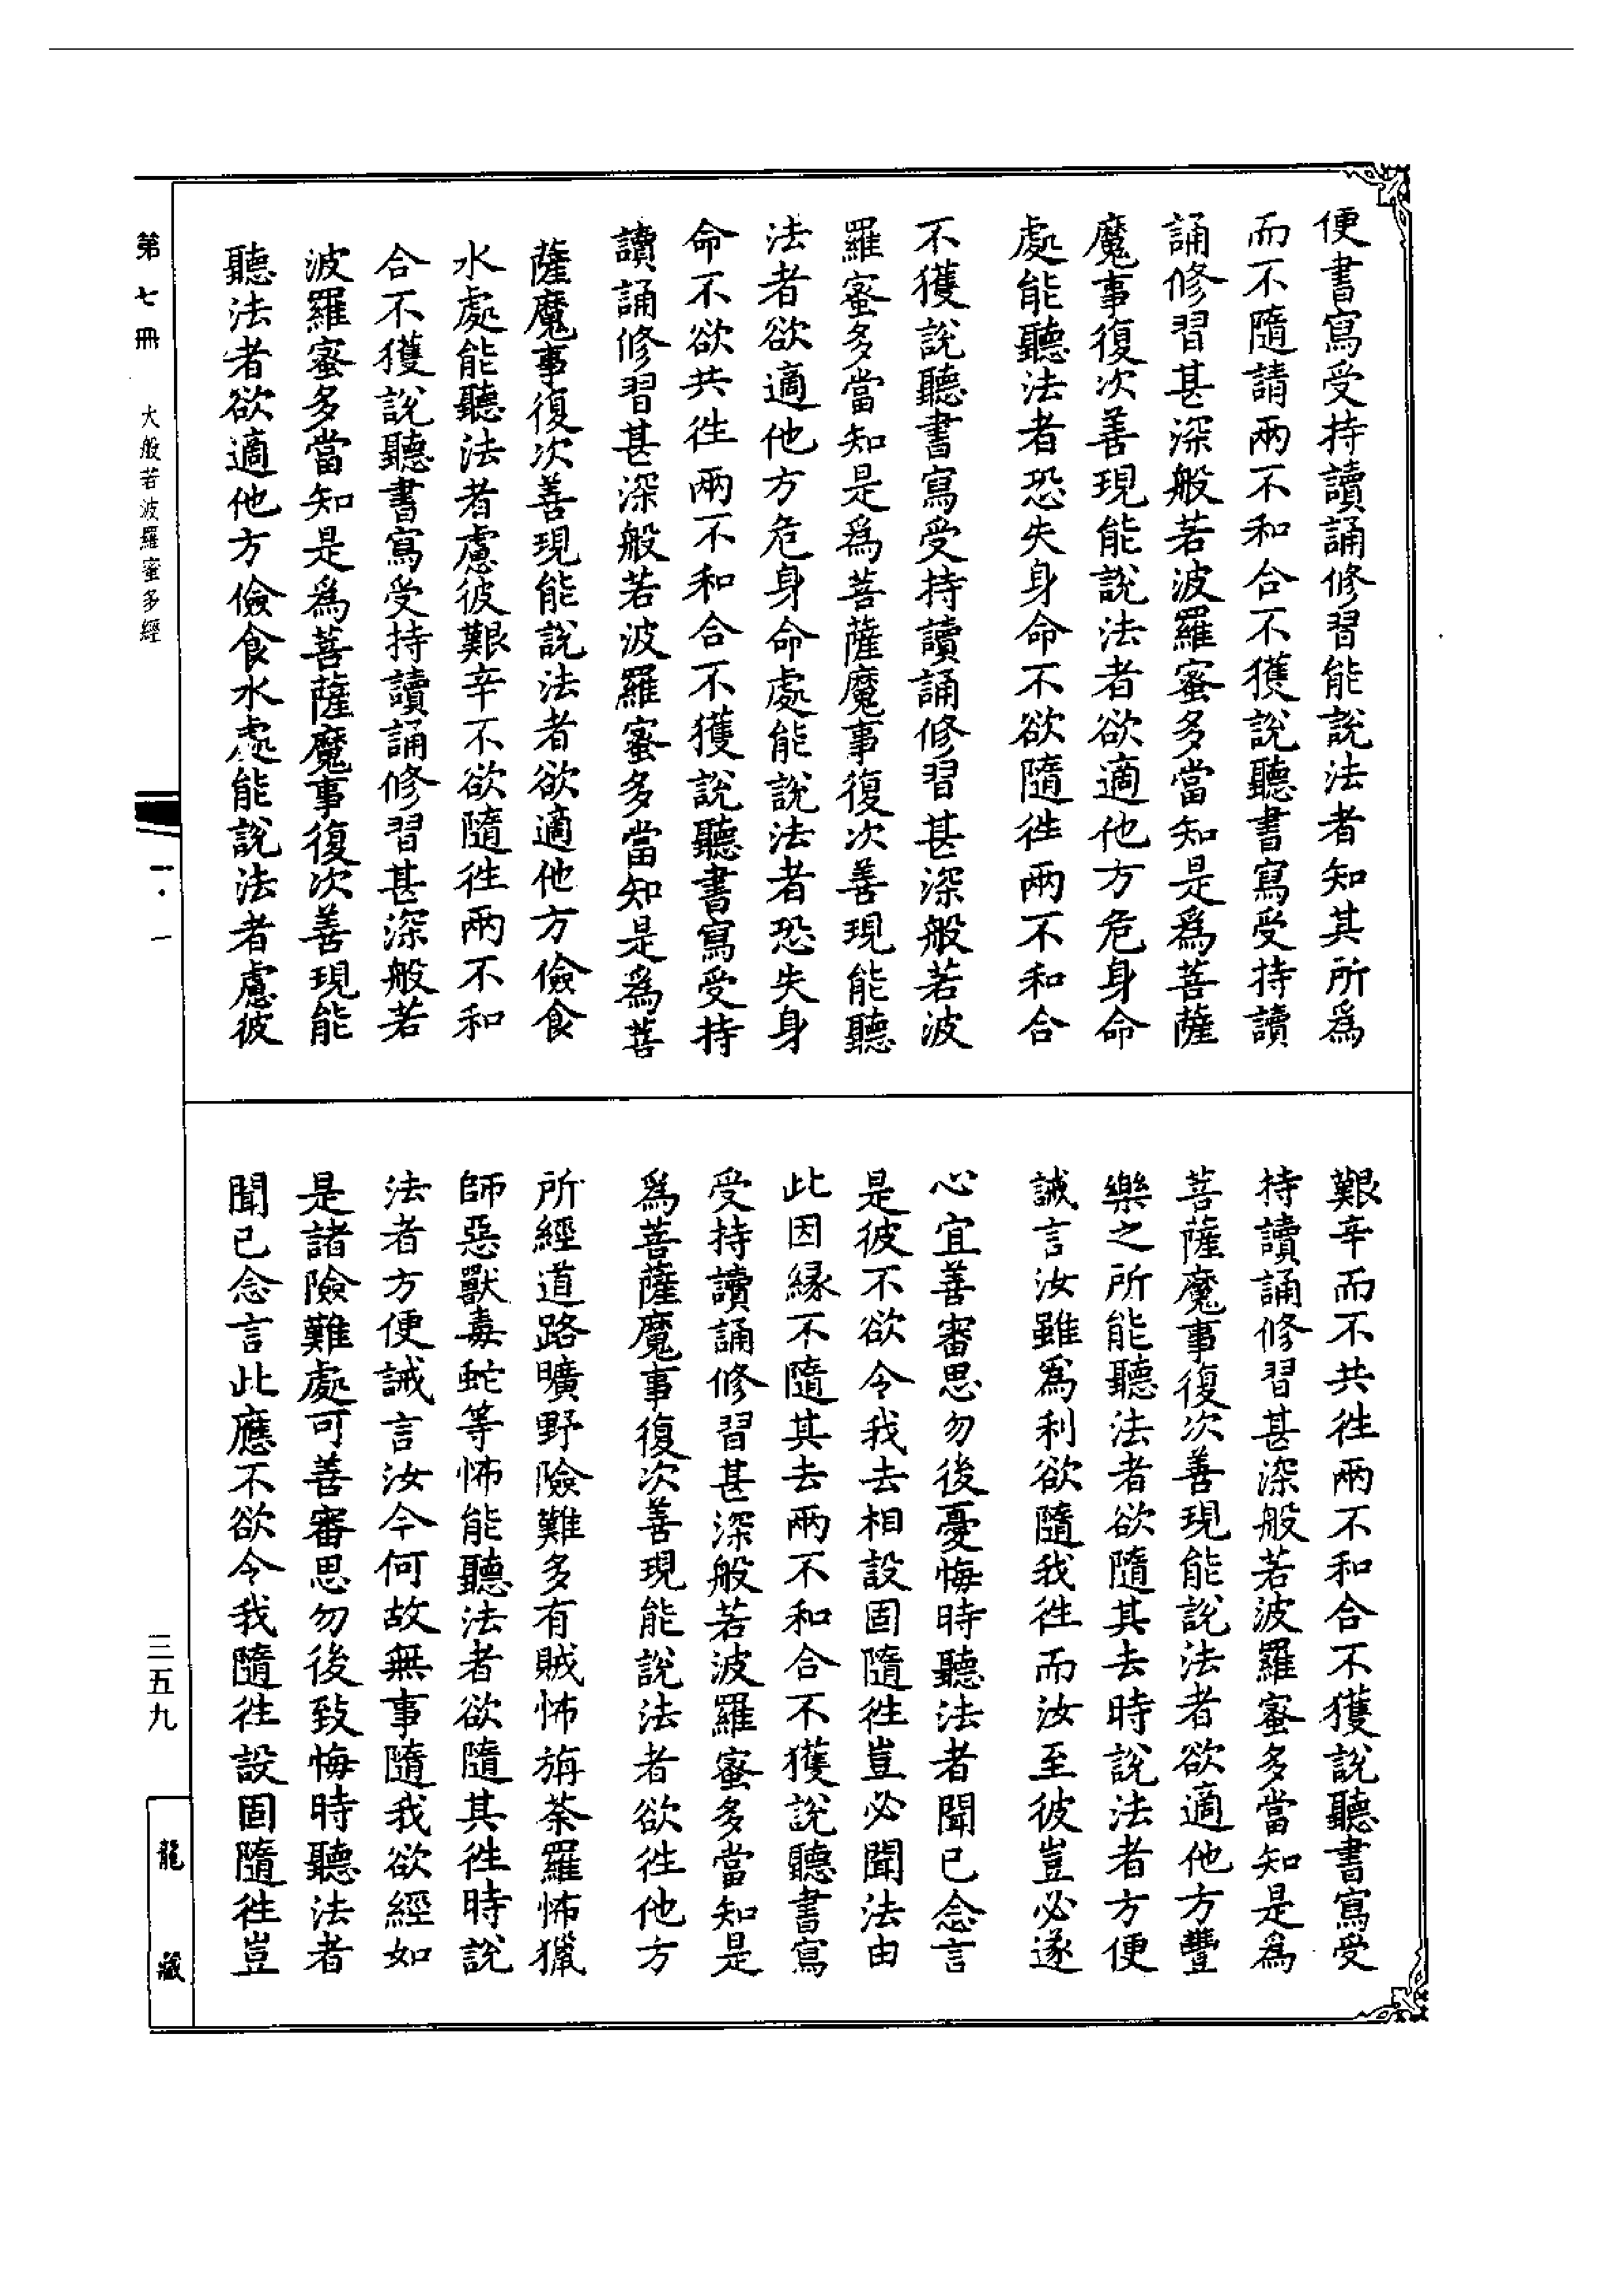 便書寫受持讀誦修習能說法者知其所爲
而不隨請兩不和合不獲說聽書寫受持讀
誦修習甚深般若波羅蜜多當知是爲菩薩
魔事復次善現能說法者欲適他方危身命
處能聽法者恐失身命不欲隨往兩不和合
不獲說聽書寫受持讀誦修習甚深般若波
羅蜜多當知是爲菩薩魔事復次善現能聽
法者欲適他方危身命處能說法者恐失身
命不欲共往兩不和合不獲說聽書寫受持
讀誦修習甚深般若波羅蜜多當知是爲菩
薩魔事復次善現能說法者欲適他方儉食
水處能聽法者慮彼艱辛不欲隨往兩不和
合不獲說聽書寫受持讀誦修習甚深般若
波羅蜜多當知是爲菩薩魔事復次善現能
聽法者欲適他方儉食水處能說法者慮彼
艱辛而不共往兩不和合不獲說聽書寫受
持讀誦修習甚深般若波羅蜜多當知是爲
菩薩魔事復次善現能說法者欲適他方豐
樂之所能聽法者欲隨其去時說法者方便
誡言汝雖爲利欲隨我往而汝至彼豈必遂
心宜善審思勿後憂悔時聽法者聞已念言
是彼不欲令我去相設固隨往豈必聞法由
此因緣不隨其去兩不和合不獲說聽書寫
受持讀誦修習甚深般若波羅蜜多當知是
爲菩薩魔事復次善現能說法者欲往他方
所經道路曠野險難多有賊怖旃荼羅怖獵
師惡獸毒蛇等怖能聽法者欲隨其往時說
法者方便誡言汝今何故無事隨我欲經如
是諸險難處可善審思勿後致悔時聽法者
聞已念言此應不欲令我隨往設固隨往豈
第七冊
大般若波羅蜜多經
一·一
三五九
龍藏